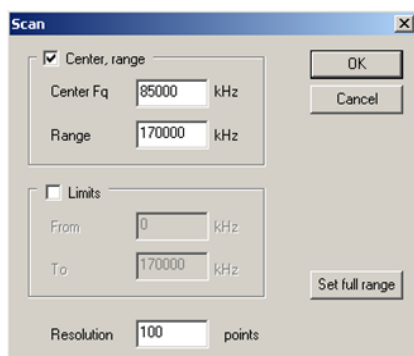 Scan
Center, range
Center Fq 85000 kHz
Range 170000 kHz
OK
Cancel
Limits
From 0 kHz
To 170000 kHz
Set full range
Resolution 100 points